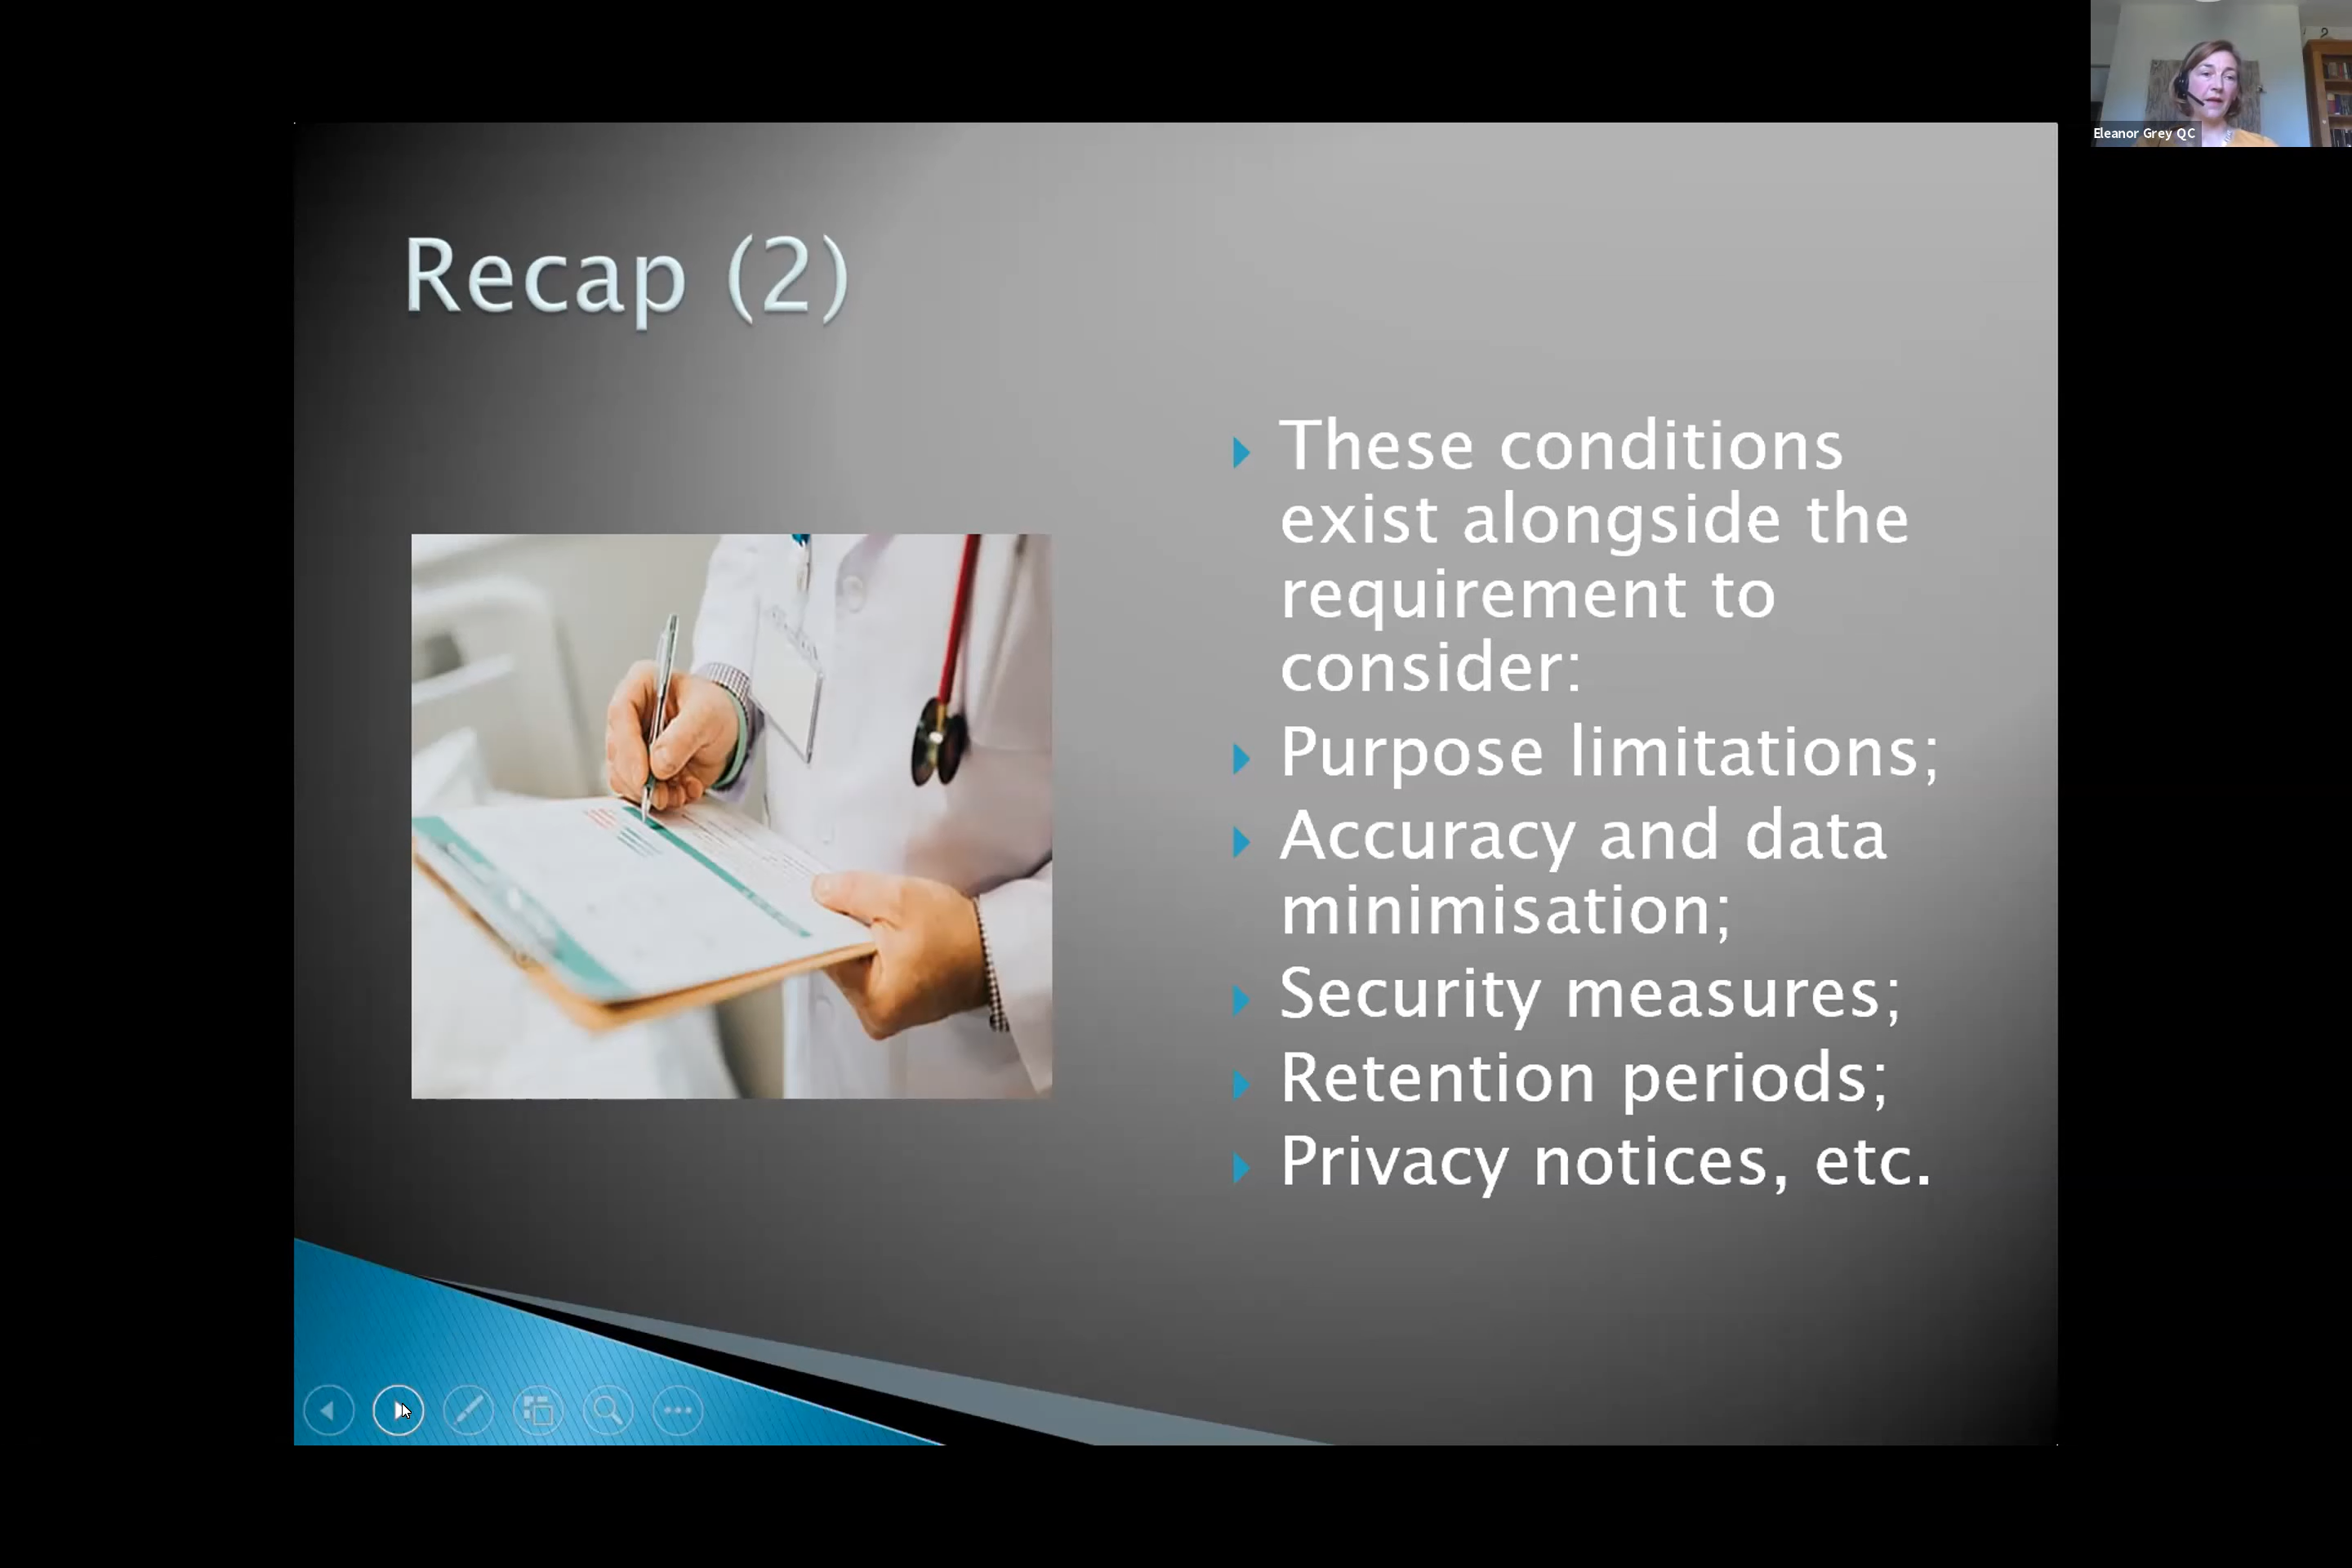 Eleanor Grey QC
Recap (2)
These conditions
exist alongside the
requirement to
consider:
Purpose limitations;
Accuracy and data
minimisation;
Security measures;
Retention periods;
Privacy notices, etc.